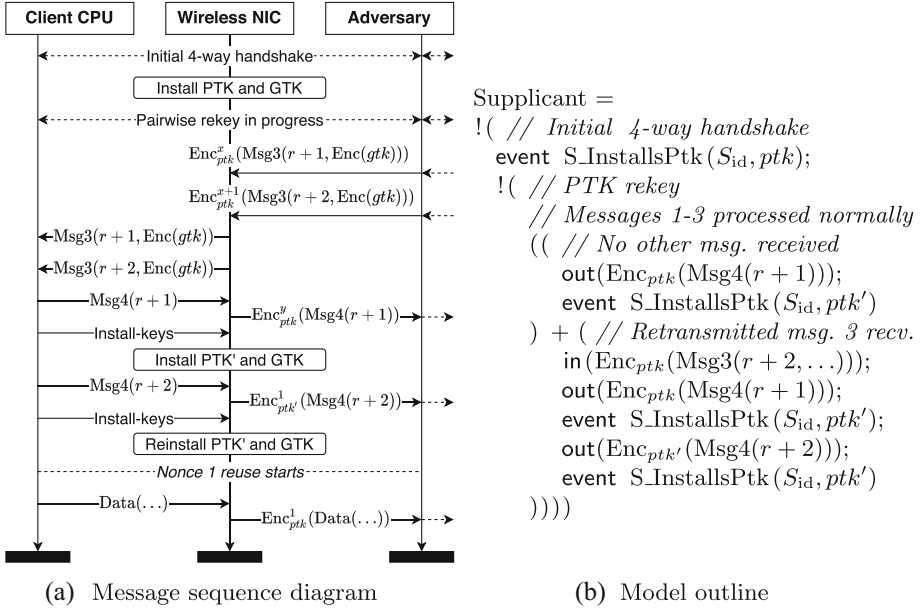 Client CPU Wireless NIC Adversary
Initial 4-way handshake
Install PTK and GTK
Pairwise rekey in progress
Enc^x_ptk(Msg3(r + 1, Enc(gtk)))
Enc^{x+1}_ptk(Msg3(r + 2, Enc(gtk)))
Msg3(r + 1, Enc(gtk))
Msg3(r + 2, Enc(gtk))
Msg4(r + 1)
Enc^y_ptk(Msg4(r + 1))
Install-keys
Install PTK' and GTK
Msg4(r + 2)
Enc^1_ptk'(Msg4(r + 2))
Install-keys
Reinstall PTK' and GTK
Nonce 1 reuse starts
Data(...)
Enc^1_ptk(Data(...))
(a) Message sequence diagram
Supplicant =
!( // Initial 4-way handshake
event S_InstallsPtk(S_id, ptk);
!( // PTK rekey
// Messages 1-3 processed normally
(( // No other msg. received
out(Enc_ptk(Msg4(r + 1)));
event S_InstallsPtk(S_id, ptk')
) + ( // Retransmitted msg. 3 recv.
in(Enc_ptk(Msg3(r + 2, ...)));
out(Enc_ptk(Msg4(r + 1)));
event S_InstallsPtk(S_id, ptk');
out(Enc_ptk'(Msg4(r + 2)));
event S_InstallsPtk(S_id, ptk')
))))
(b) Model outline